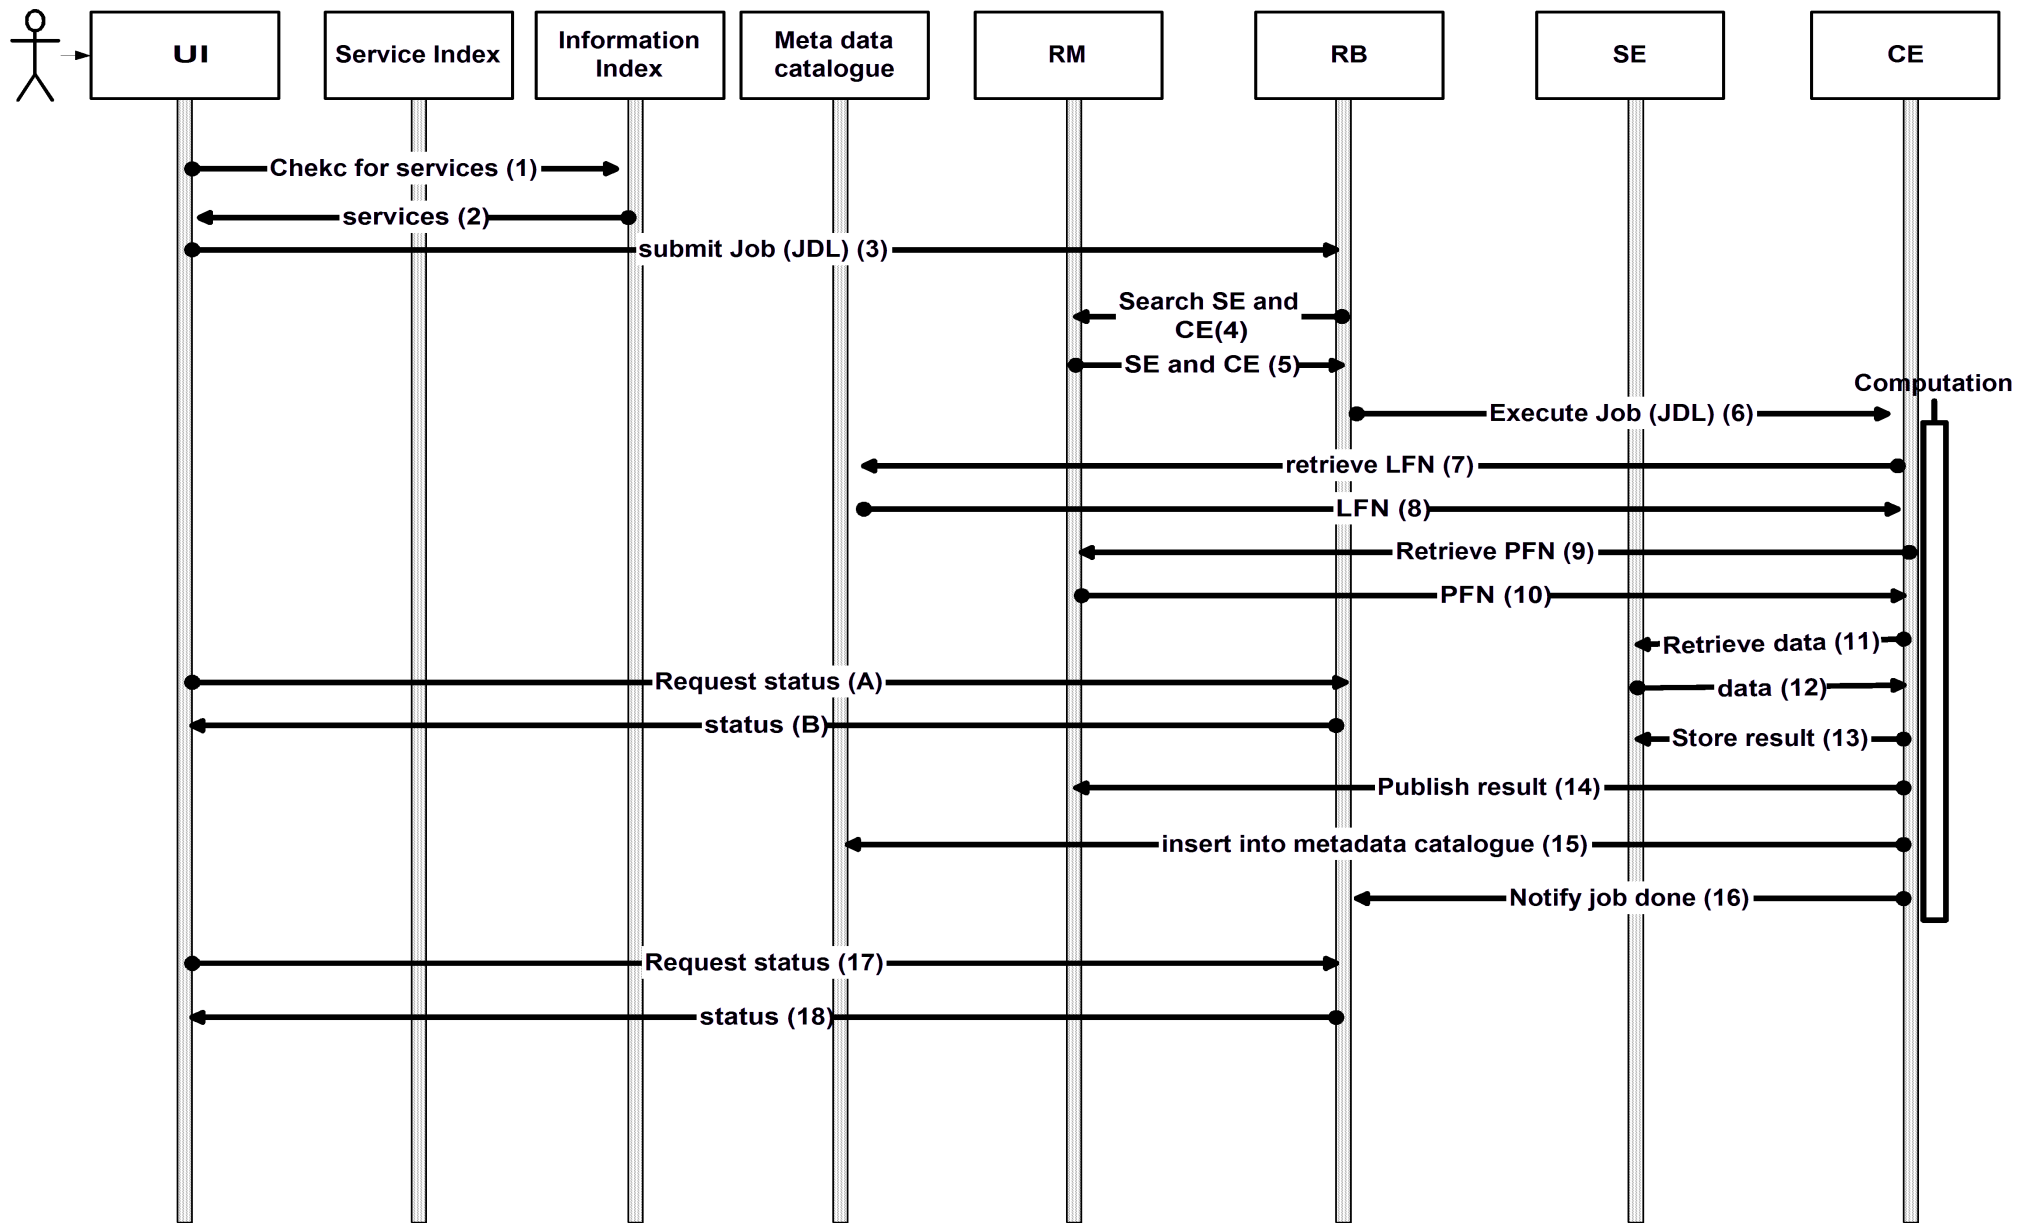 UI
Service Index
Information
Index
Meta data
catalogue
RM
RB
SE
CE
Chekc for services (1)
services (2)
submit Job (JDL) (3)
Search SE and
CE(4)
SE and CE (5)
Computation
Execute Job (JDL) (6)
retrieve LFN (7)
LFN (8)
Retrieve PFN (9)
PFN (10)
Retrieve data (11)
Request status (A)
data (12)
status (B)
Store result (13)
Publish result (14)
insert into metadata catalogue (15)
Notify job done (16)
Request status (17)
status (18)